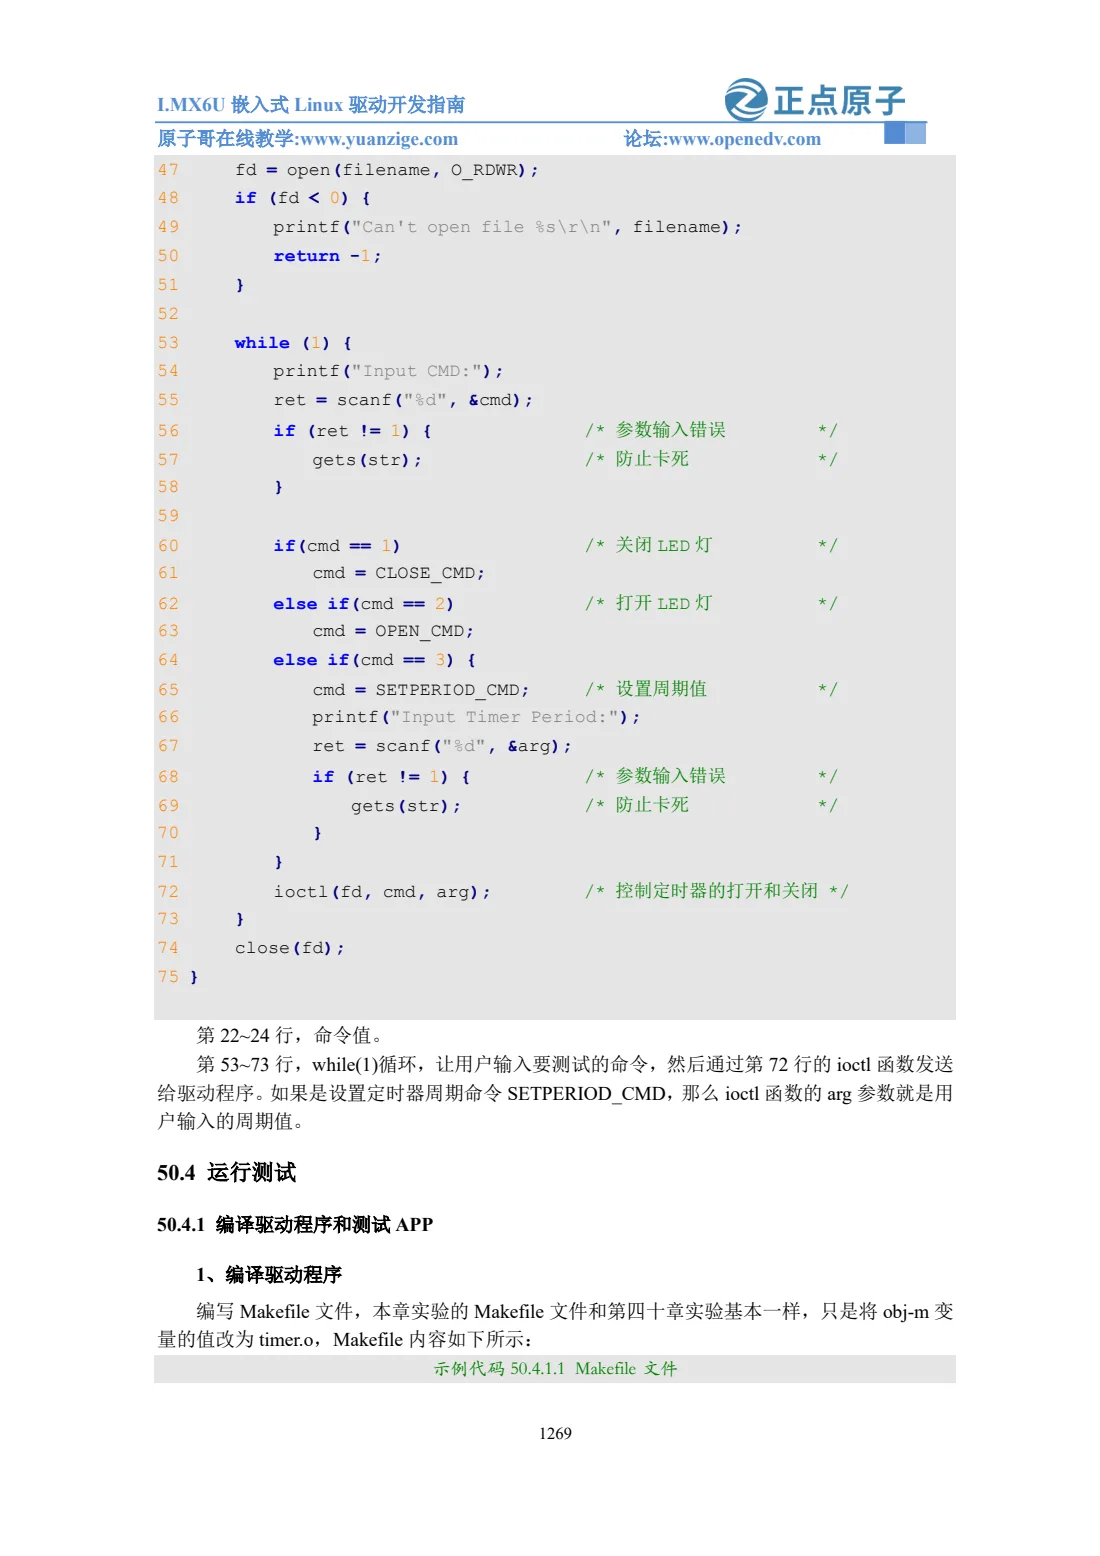 I.MX6U 嵌入式 Linux 驱动开发指南
正点原子
原子哥在线教学:www.yuanzige.com 论坛:www.openedv.com
47 fd = open(filename, O_RDWR);
48 if (fd < 0) {
49 printf("Can't open file %s\r\n", filename);
50 return -1;
51 }
52
53 while (1) {
54 printf("Input CMD:");
55 ret = scanf("%d", &cmd);
56 if (ret != 1) { /* 参数输入错误 */
57 gets(str); /* 防止卡死 */
58 }
59
60 if(cmd == 1) /* 关闭 LED 灯 */
61 cmd = CLOSE_CMD;
62 else if(cmd == 2) /* 打开 LED 灯 */
63 cmd = OPEN_CMD;
64 else if(cmd == 3) {
65 cmd = SETPERIOD_CMD; /* 设置周期值 */
66 printf("Input Timer Period:");
67 ret = scanf("%d", &arg);
68 if (ret != 1) { /* 参数输入错误 */
69 gets(str); /* 防止卡死 */
70 }
71 }
72 ioctl(fd, cmd, arg); /* 控制定时器的打开和关闭 */
73 }
74 close(fd);
75 }
第 22~24 行，命令值。
第 53~73 行，while(1)循环，让用户输入要测试的命令，然后通过第 72 行的 ioctl 函数发送
给驱动程序。如果是设置定时器周期命令 SETPERIOD_CMD，那么 ioctl 函数的 arg 参数就是用
户输入的周期值。
50.4 运行测试
50.4.1 编译驱动程序和测试 APP
1、编译驱动程序
编写 Makefile 文件，本章实验的 Makefile 文件和第四十章实验基本一样，只是将 obj-m 变
量的值改为 timer.o，Makefile 内容如下所示：
示例代码 50.4.1.1 Makefile 文件
1269